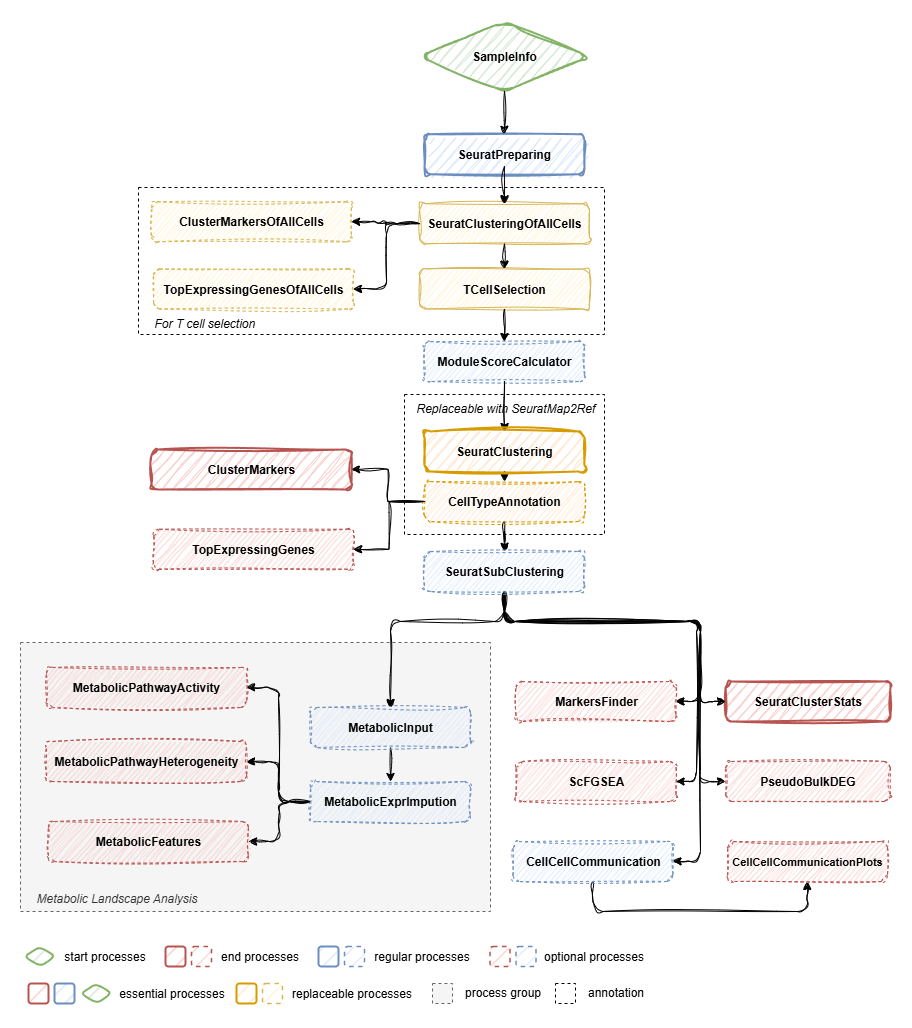 SampleInfo
SeuratPreparing
ClusterMarkersOfAllCells
SeuratClusteringOfAllCells
TopExpressingGenesOfAllCells
TCellSelection
For T cell selection
ModuleScoreCalculator
Replaceable with SeuratMap2Ref
SeuratClustering
ClusterMarkers
CellTypeAnnotation
TopExpressingGenes
SeuratSubClustering
MetabolicPathwayActivity
MetabolicInput
MetabolicPathwayHeterogeneity
MetabolicExprImpution
MetabolicFeatures
Metabolic Landscape Analysis
MarkersFinder
SeuratClusterStats
ScFGSEA
PseudoBulkDEG
CellCellCommunication
CellCellCommunicationPlots
start processes
end processes
regular processes
optional processes
essential processes
replaceable processes
process group
annotation